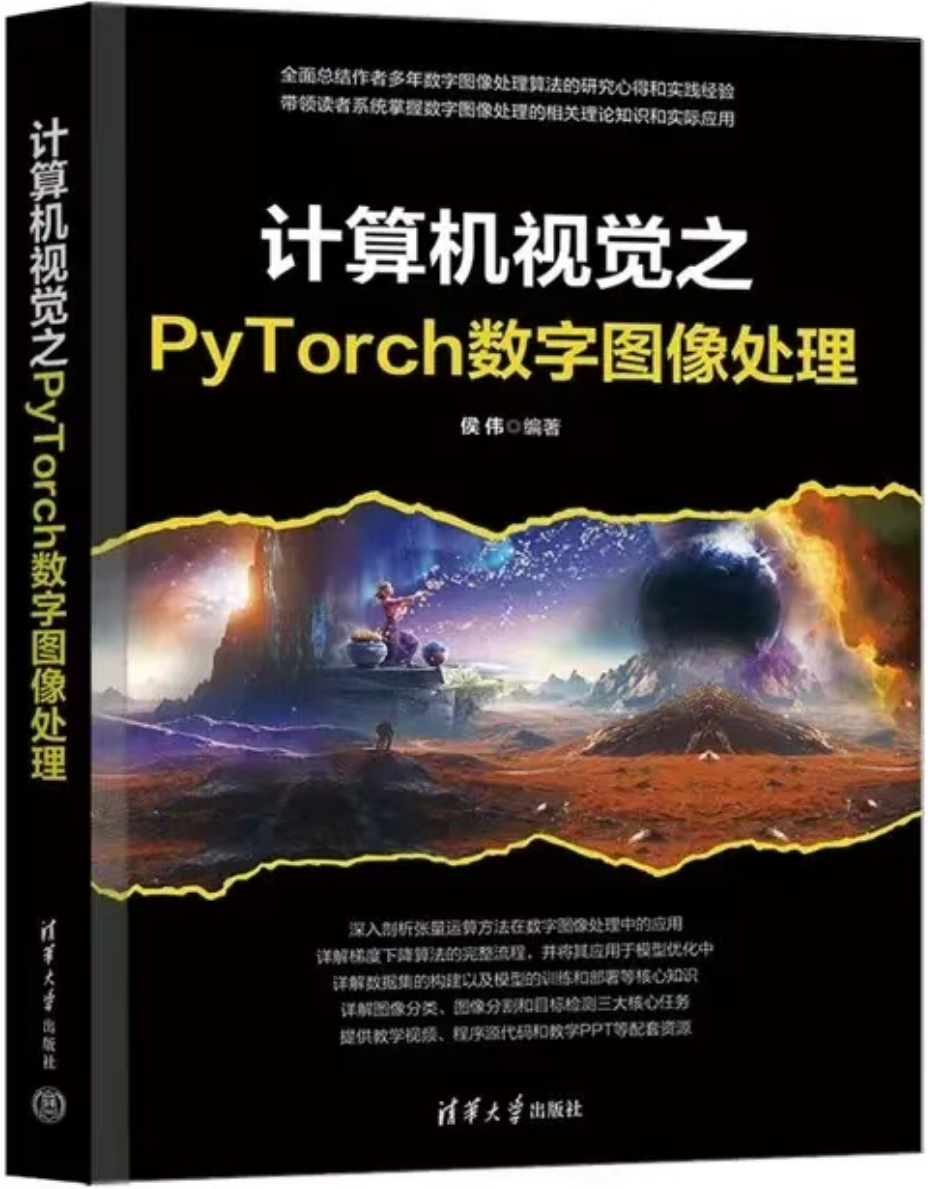 计算机视觉之PyTorch数字图像处理
清华大学出版社
全面总结作者多年数字图像处理算法的研究心得和实践经验
带领读者系统掌握数字图像处理的相关理论知识和实际应用
计算机视觉之
PyTorch数字图像处理
侯伟 编著
深入剖析张量运算方法在数字图像处理中的应用
详解梯度下降算法的完整流程，并将其应用于模型优化中
详解数据集的构建以及模型的训练和部署等核心知识
详解图像分类、图像分割和目标检测三大核心任务
提供教学视频、程序源代码和教学PPT等配套资源
清华大学出版社